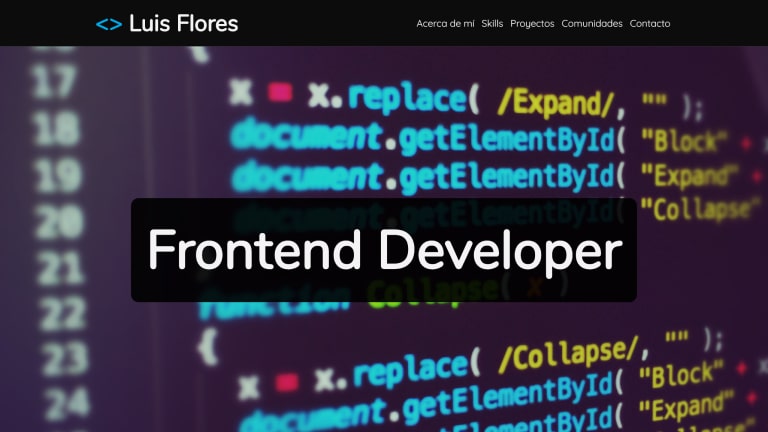 <> Luis Flores
Acerca de mí Skills Proyectos Comunidades Contacto
{
17
x = x.replace( /Expand/, "" );
18
document.getElementById( "Block" +
19
document.getElementById( "Expand" +
20
document.getElementById( "Collapse"
Frontend Developer
21
22
function Collapse( x )
23
{
24
x = x.replace( /Collapse/, "" );
document.getElementById( "Block" + x
document.getElementById( "Expand" +